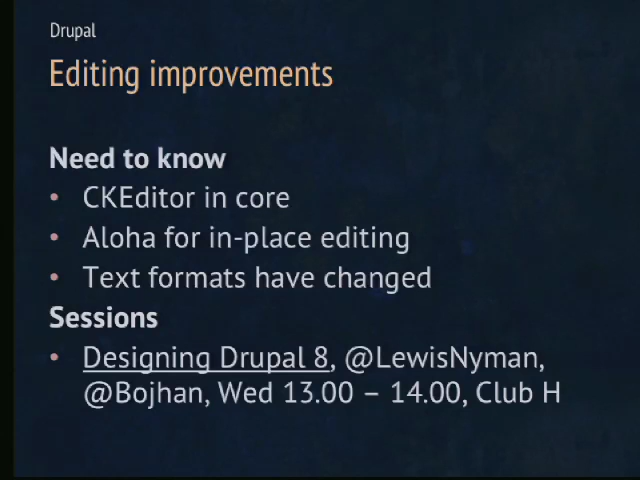 Drupal
Editing improvements
Need to know
• CKEditor in core
• Aloha for in-place editing
• Text formats have changed
Sessions
• Designing Drupal 8, @LewisNyman,
@Bojhan, Wed 13.00 – 14.00, Club H